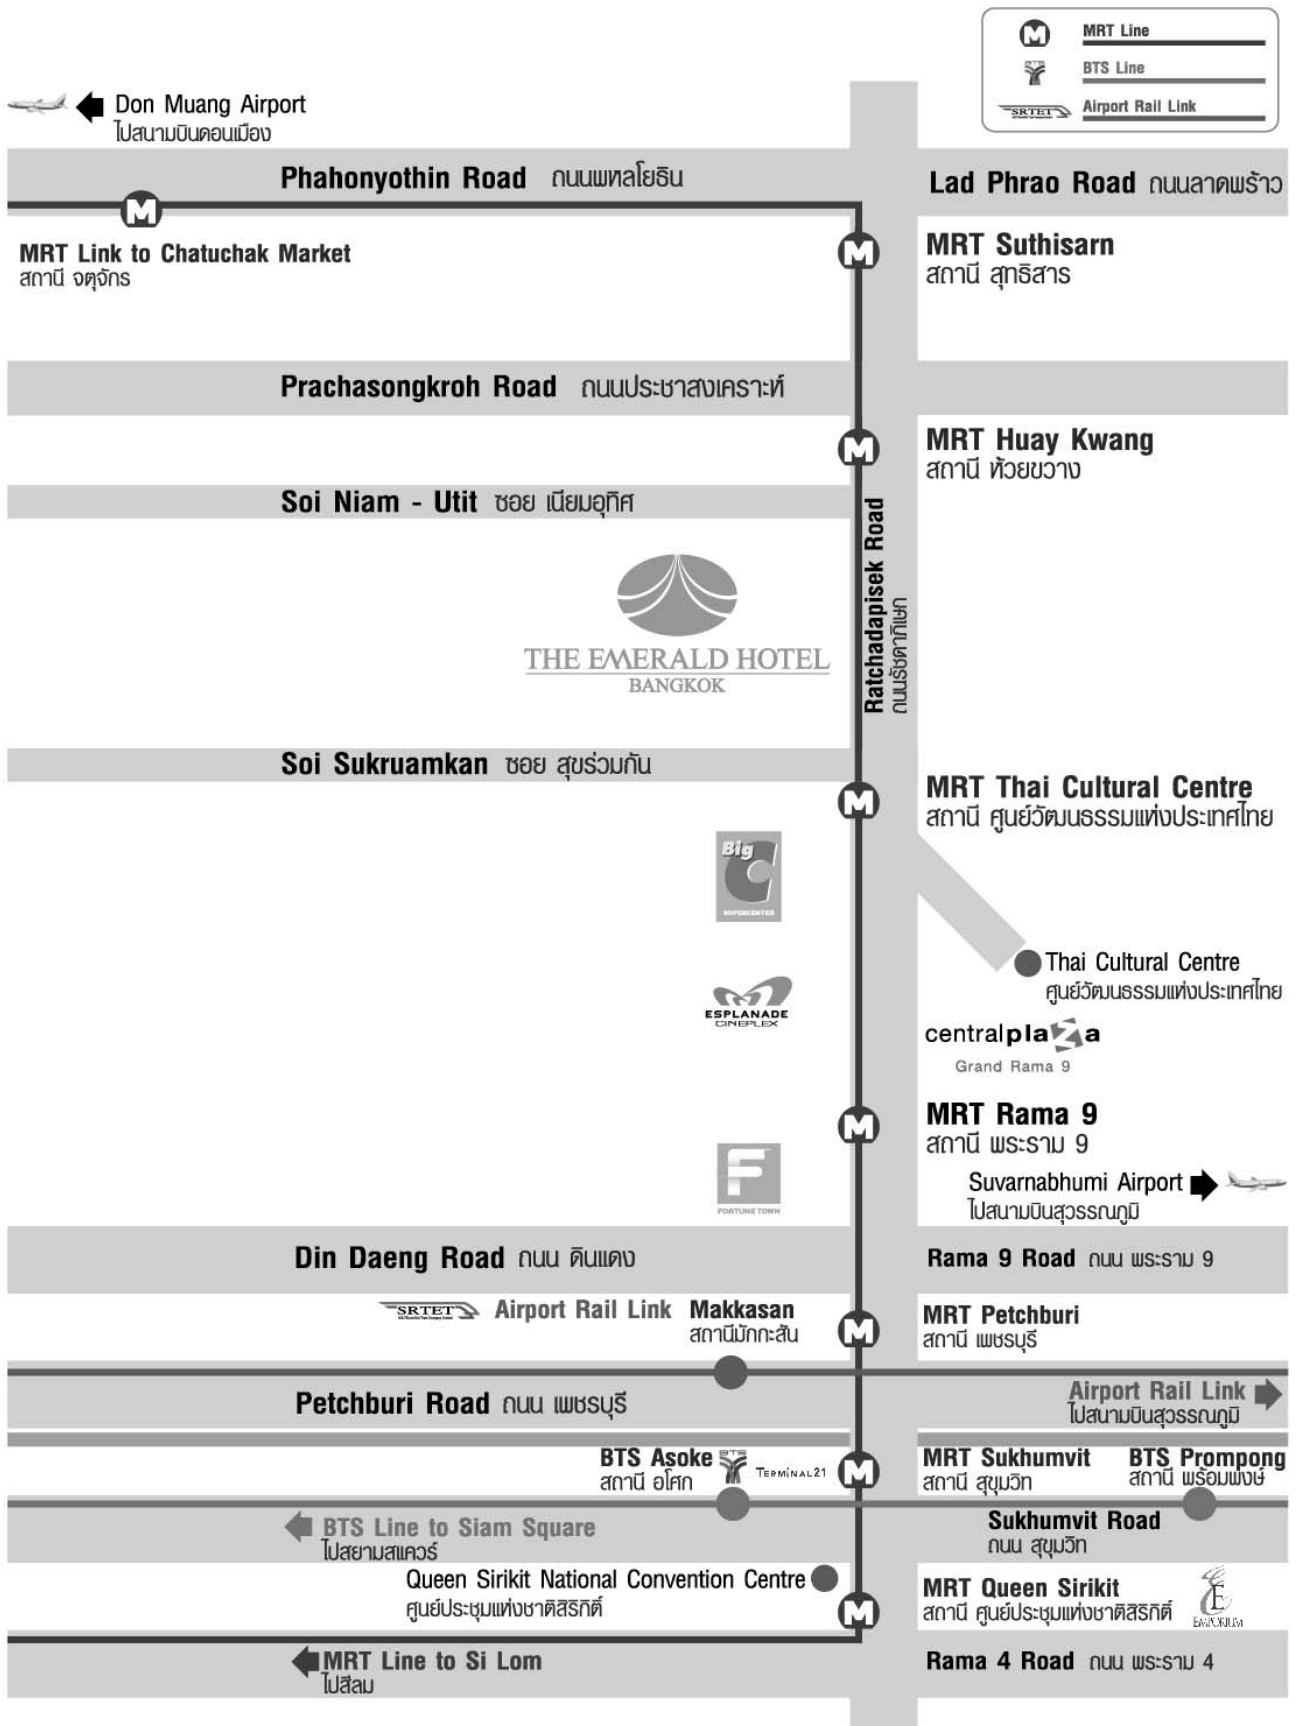 MRT Line
BTS
BTS Line
SRTET
Airport Rail Link
Don Muang Airport
ไปสนามบินดอนเมือง
Phahonyothin Road ถนนพหลโยธิน
Lad Phrao Road ถนนลาดพร้าว
M
MRT Link to Chatuchak Market
สถานี จตุจักร
M
MRT Suthisarn
สถานี สุทธิสาร
Prachasongkroh Road ถนนประชาสงเคราะห์
M
MRT Huay Kwang
สถานี ห้วยขวาง
Soi Niam - Utit ซอย เนียมอุทิศ
Ratchadapisek Road
ถนนรัชดาภิเษก
THE EMERALD HOTEL
BANGKOK
Soi Sukruamkan ซอย สุขร่วมกัน
M
MRT Thai Cultural Centre
สถานี ศูนย์วัฒนธรรมแห่งประเทศไทย
Big C
SUPERCENTER
Thai Cultural Centre
ศูนย์วัฒนธรรมแห่งประเทศไทย
ESPLANADE
CINEPLEX
centralplaza
Grand Rama 9
M
MRT Rama 9
สถานี พระราม 9
F
FORTUNE TOWN
Suvarnabhumi Airport
ไปสนามบินสุวรรณภูมิ
Din Daeng Road ถนน ดินแดง
Rama 9 Road ถนน พระราม 9
SRTET Airport Rail Link Makkasan
สถานีมักกะสัน
M
MRT Petchburi
สถานี เพชรบุรี
Petchburi Road ถนน เพชรบุรี
Airport Rail Link
ไปสนามบินสุวรรณภูมิ
BTS Asoke
สถานี อโศก
BTS
TERMINAL21
M
MRT Sukhumvit
สถานี สุขุมวิท
BTS Prompong
สถานี พร้อมพงษ์
BTS Line to Siam Square
ไปสยามสแควร์
Sukhumvit Road
ถนน สุขุมวิท
Queen Sirikit National Convention Centre
ศูนย์ประชุมแห่งชาติสิริกิติ์
M
MRT Queen Sirikit
สถานี ศูนย์ประชุมแห่งชาติสิริกิติ์
E
EMPORIUM
MRT Line to Si Lom
ไปสีลม
Rama 4 Road ถนน พระราม 4